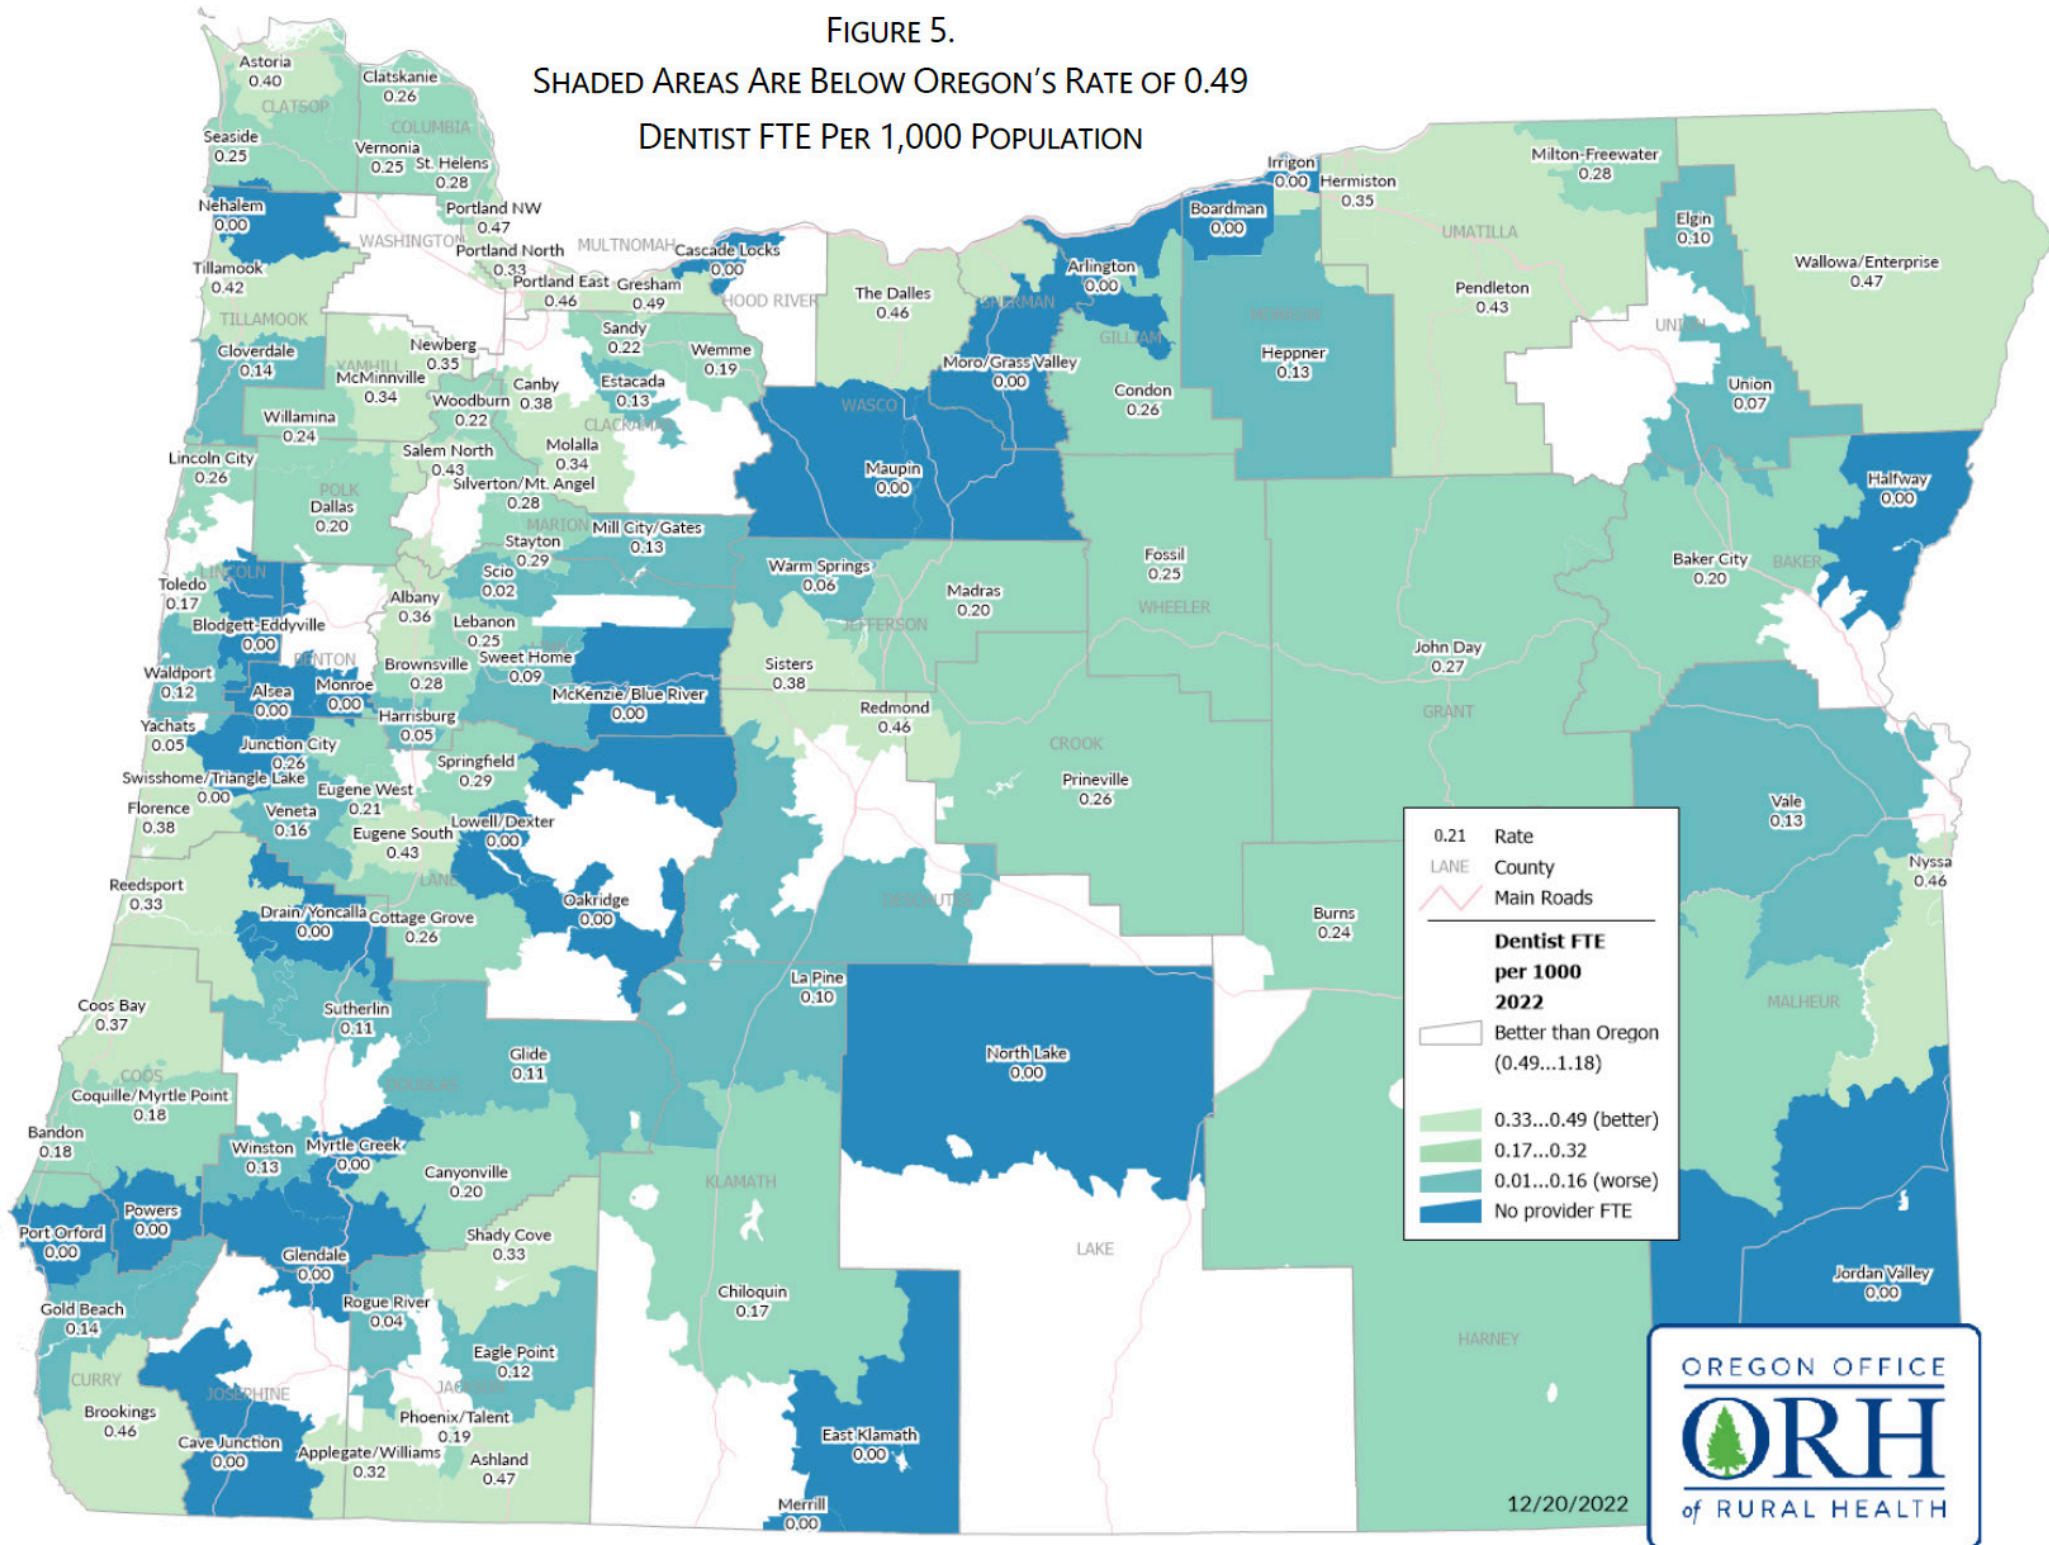 FIGURE 5.
SHADED AREAS ARE BELOW OREGON'S RATE OF 0.49
DENTIST FTE PER 1,000 POPULATION
Astoria
0.40
CLATSOP
Clatskanie
0.26
COLUMBIA
Seaside
0.25
Vernonia
0.25
St. Helens
0.28
Nehalem
0.00
Portland NW
0.47
WASHINGTON
Portland North
0.33
MULTNOMAH
Cascade Locks
0.00
Tillamook
0.42
TILLAMOOK
Portland East
0.46
Gresham
0.49
HOOD RIVER
The Dalles
0.46
SHERMAN
Arlington
0.00
GILLIAM
Boardman
0.00
Irrigon
0.00
Hermiston
0.35
UMATILLA
Milton-Freewater
0.28
Elgin
0.10
Wallowa/Enterprise
0.47
Pendleton
0.43
MORROW
UNION
Cloverdale
0.14
YAMHILL
Newberg
0.35
McMinnville
0.34
Sandy
0.22
Wemme
0.19
Canby
0.38
Estacada
0.13
CLACKAMAS
Woodburn
0.22
Willamina
0.24
WASCO
Moro/Grass Valley
0.00
Condon
0.26
Heppner
0.13
Union
0.07
Lincoln City
0.26
POLK
Dallas
0.20
Salem North
0.43
Molalla
0.34
Silverton/Mt. Angel
0.28
MARION
Maupin
0.00
Halfway
0.00
Mill City/Gates
0.13
Stayton
0.29
Scio
0.02
LINCOLN
Toledo
0.17
Albany
0.36
Warm Springs
0.06
Madras
0.20
JEFFERSON
Fossil
0.25
WHEELER
Baker City
0.20
BAKER
Blodgett-Eddyville
0.00
BENTON
Lebanon
0.25
Sweet Home
0.09
Brownsville
0.28
Waldport
0.12
Alsea
0.00
Monroe
0.00
McKenzie/Blue River
0.00
Sisters
0.38
Redmond
0.46
CROOK
Prineville
0.26
John Day
0.27
GRANT
Yachats
0.05
Harrisburg
0.05
Junction City
0.26
Swisshome/Triangle Lake
0.00
Springfield
0.29
Eugene West
0.21
Florence
0.38
Veneta
0.16
Eugene South
0.43
Lowell/Dexter
0.00
LANE
Vale
0.13
Nyssa
0.46
Reedsport
0.33
Drain/Yoncalla
0.00
Cottage Grove
0.26
Oakridge
0.00
DESCHUTES
Burns
0.24
MALHEUR
Coos Bay
0.37
COOS
Sutherlin
0.11
La Pine
0.10
Glide
0.11
DOUGLAS
North Lake
0.00
Coquille/Myrtle Point
0.18
Bandon
0.18
Winston
0.13
Myrtle Creek
0.00
Canyonville
0.20
KLAMATH
Port Orford
0.00
Powers
0.00
Glendale
0.00
Shady Cove
0.33
LAKE
Jordan Valley
0.00
Gold Beach
0.14
Rogue River
0.04
Chiloquin
0.17
Eagle Point
0.12
CURRY
JOSEPHINE
JACKSON
HARNEY
Brookings
0.46
Cave Junction
0.00
Applegate/Williams
0.32
Phoenix/Talent
0.19
Ashland
0.47
East Klamath
0.00
Merrill
0.00
0.21 Rate
LANE County
Main Roads
Dentist FTE
per 1000
2022
Better than Oregon
(0.49...1.18)
0.33...0.49 (better)
0.17...0.32
0.01...0.16 (worse)
No provider FTE
12/20/2022
OREGON OFFICE
ORH
of RURAL HEALTH